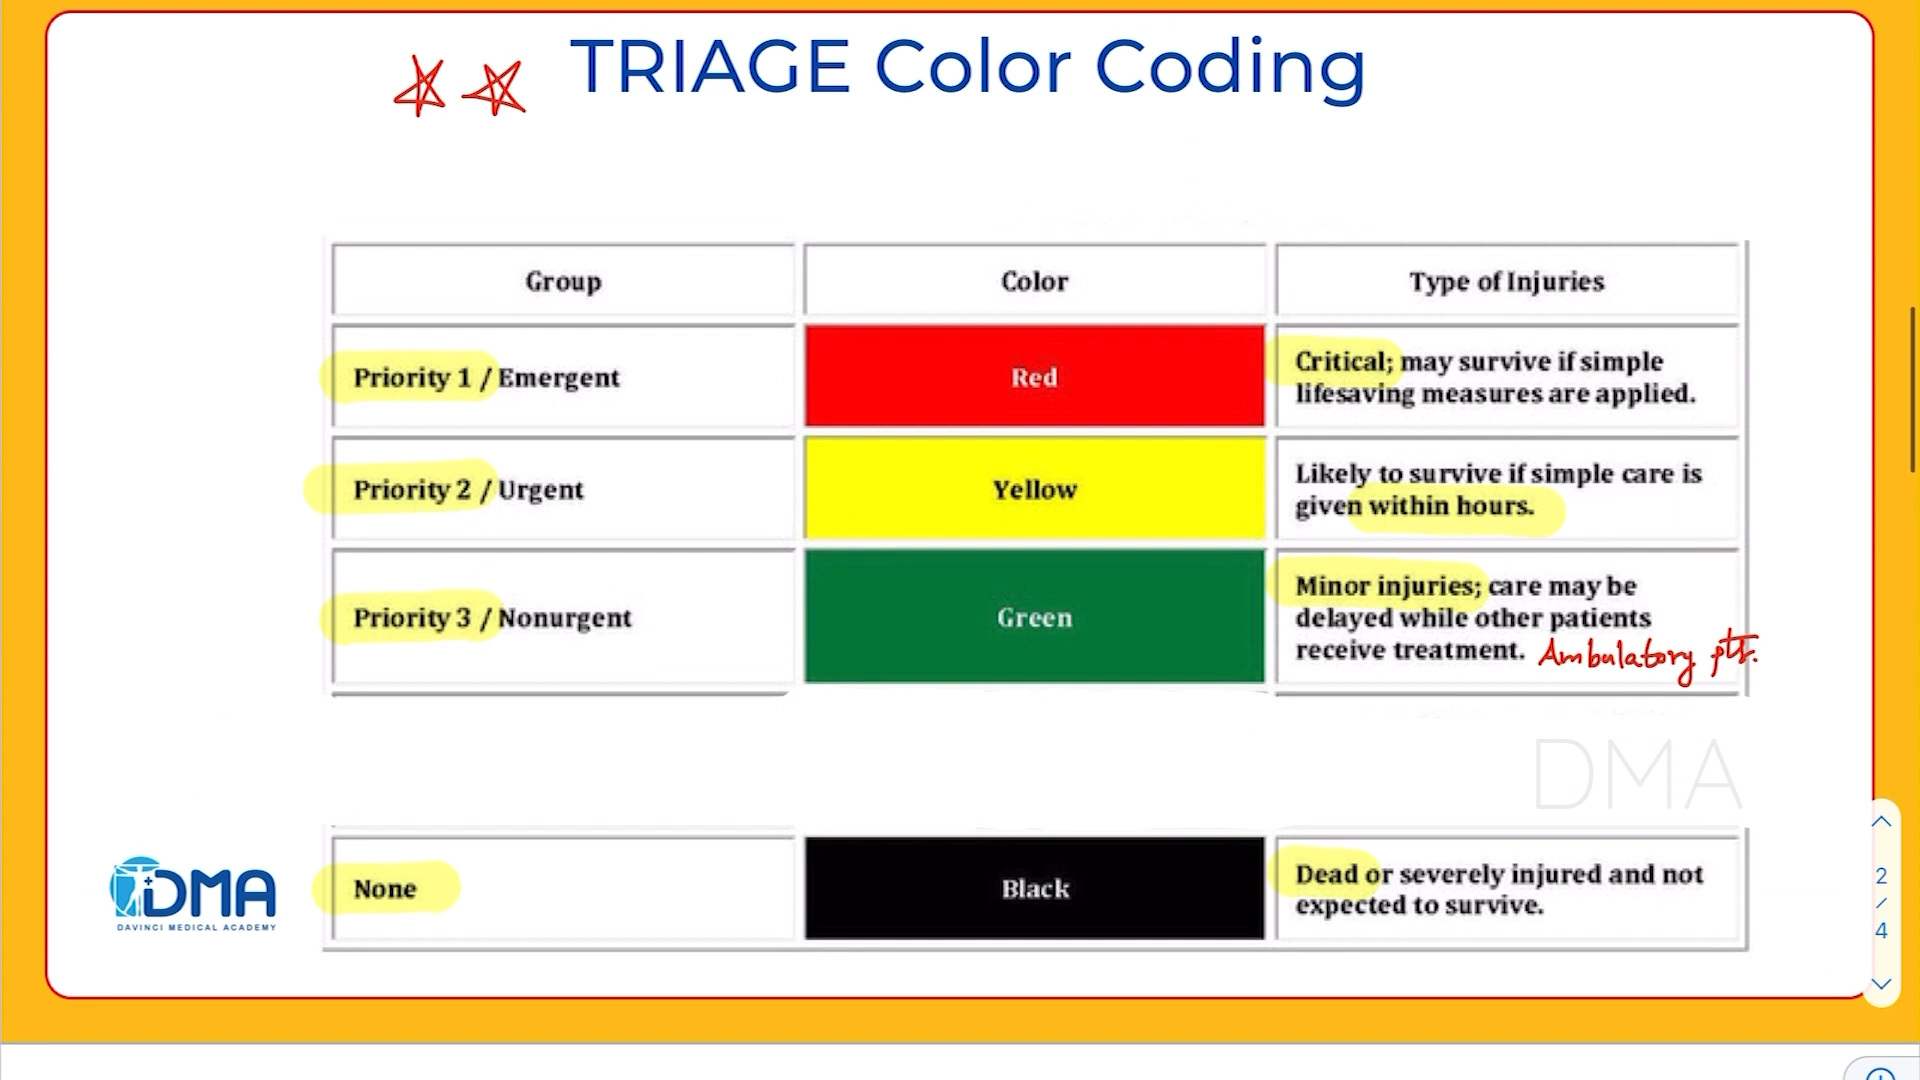 TRIAGE Color Coding
Group Color Type of Injuries
Priority 1 / Emergent Red Critical; may survive if simple
lifesaving measures are applied.
Priority 2 / Urgent Yellow Likely to survive if simple care is
given within hours.
Priority 3 / Nonurgent Green Minor injuries; care may be
delayed while other patients
receive treatment. Ambulatory pts.
DMA
None Black Dead or severely injured and not
expected to survive.
DMA
DAVINCI MEDICAL ACADEMY
2
/
4